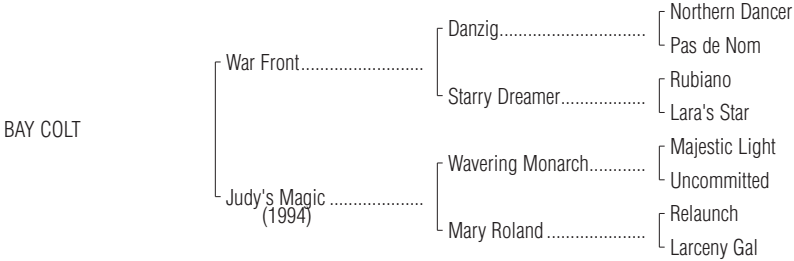 Northern Dancer
Danzig..............................
Pas de Nom
War Front.........................
Rubiano
Starry Dreamer..................
Lara's Star
BAY COLT
Majestic Light
Wavering Monarch............
Uncommitted
Judy's Magic ....................
(1994)
Relaunch
Mary Roland .....................
Larceny Gal